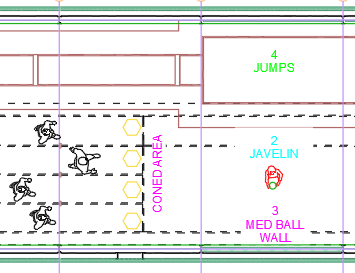 4
JUMPS
2
JAVELIN
CONED AREA
3
MED BALL
WALL